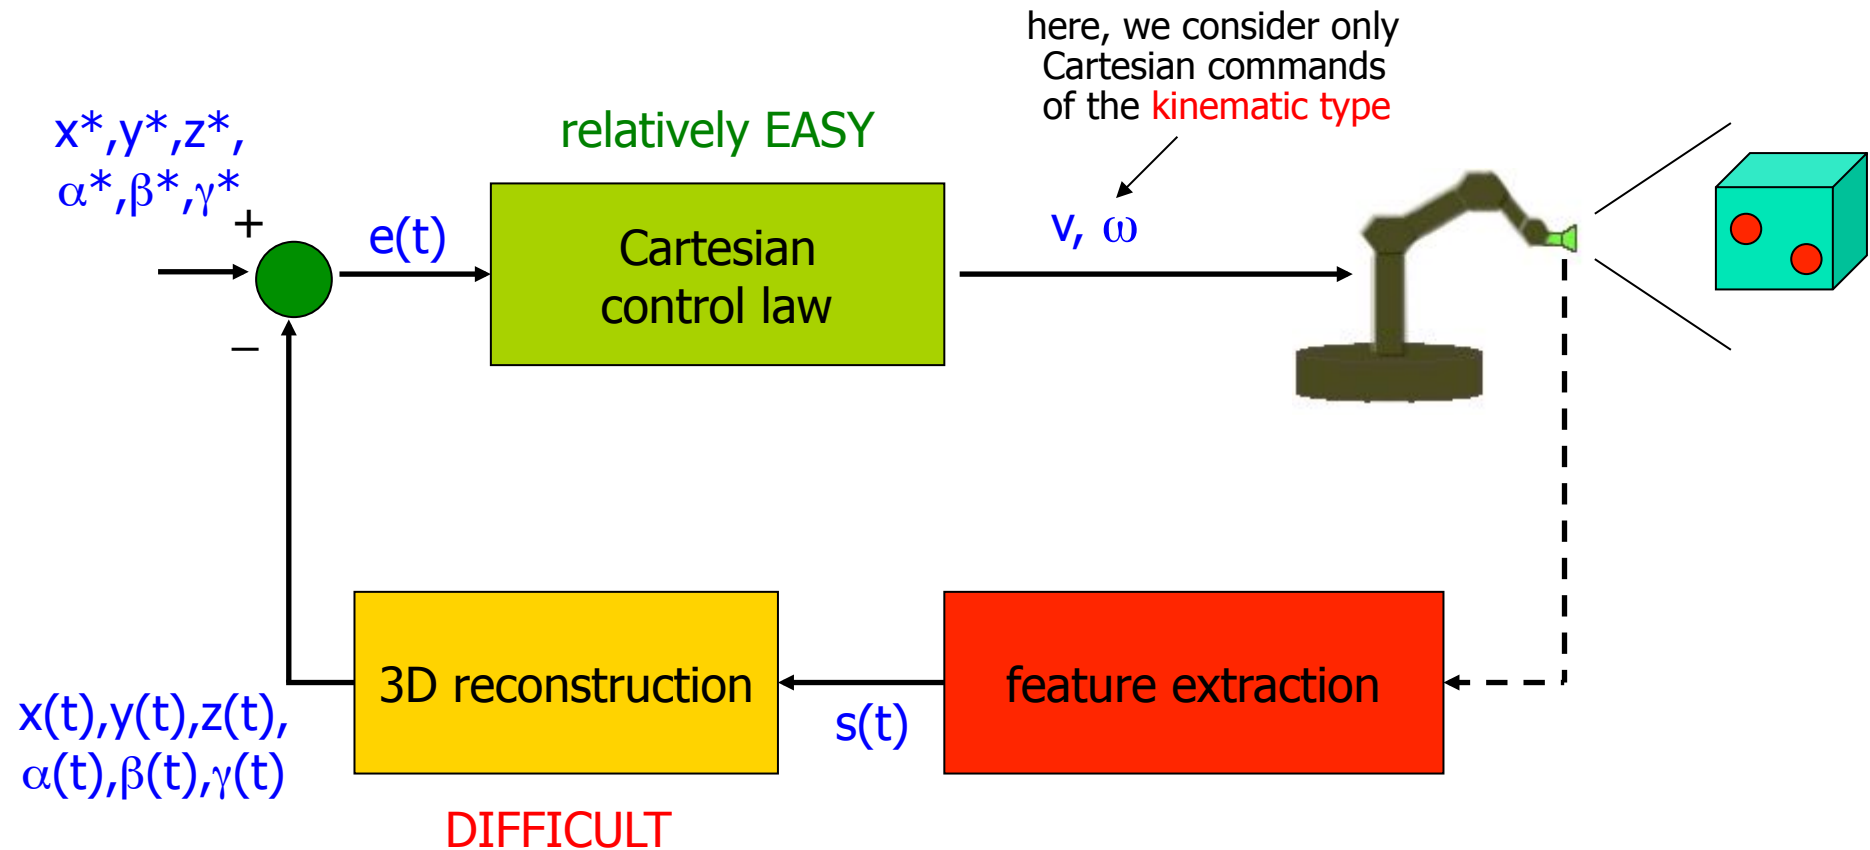 here, we consider only
Cartesian commands
of the kinematic type
x*,y*,z*,
α*,β*,γ*
relatively EASY
+
e(t)
Cartesian
control law
v, ω
–
3D reconstruction
feature extraction
s(t)
x(t),y(t),z(t),
α(t),β(t),γ(t)
DIFFICULT